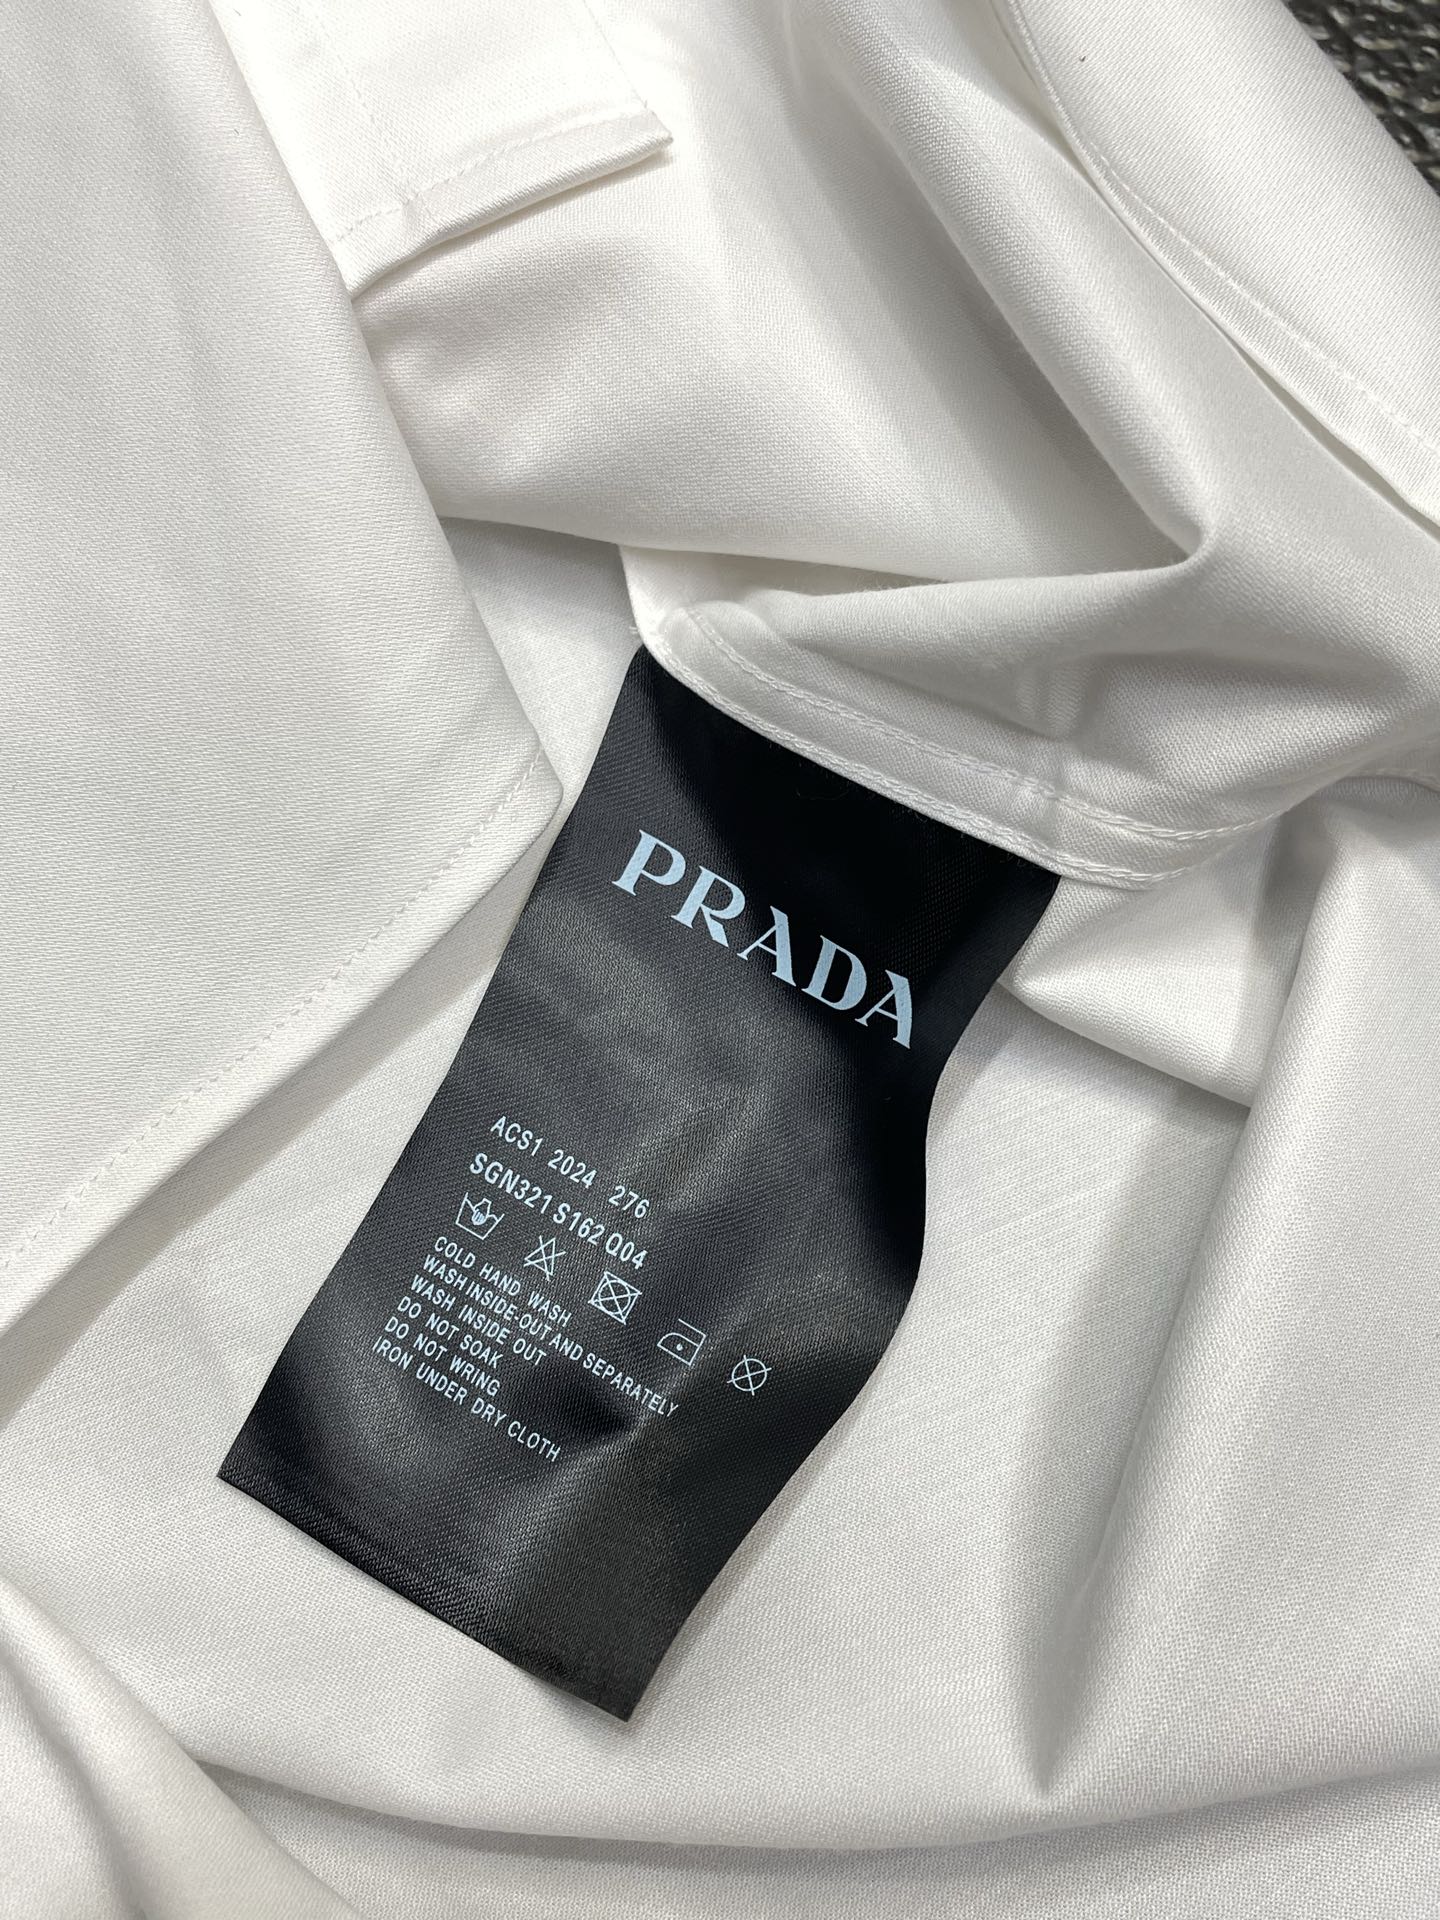 PRADA
ACS1 2024 276
SGN321 S162 Q04
COLD HAND WASH
WASH INSIDE-OUT AND SEPARATELY
WASH INSIDE OUT
DO NOT SOAK
DO NOT WRING
IRON UNDER DRY CLOTH